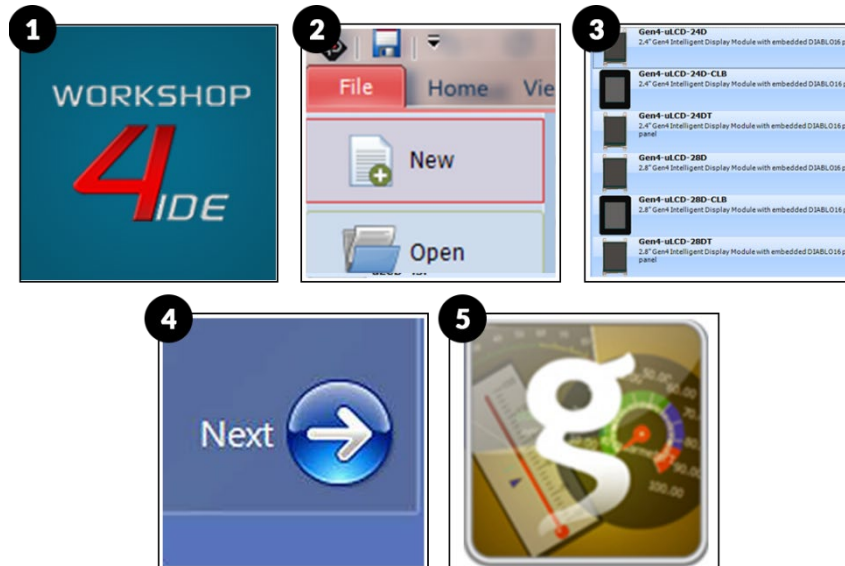 1
WORKSHOP
4
IDE
2
File Home Vie
New
Open
3
Gen4-uLCD-24D
2.4" Gen4 Intelligent Display Module with embedded DIABLO16 p
Gen4-uLCD-24D-CLB
2.4" Gen4 Intelligent Display Module with embedded DIABLO16 p
Gen4-uLCD-24DT
2.4" Gen4 Intelligent Display Module with embedded DIABLO16 p
panel
Gen4-uLCD-28D
2.8" Gen4 Intelligent Display Module with embedded DIABLO16 p
Gen4-uLCD-28D-CLB
2.8" Gen4 Intelligent Display Module with embedded DIABLO16 p
Gen4-uLCD-28DT
2.8" Gen4 Intelligent Display Module with embedded DIABLO16 p
panel
4
Next
5
g
50.00
100.00